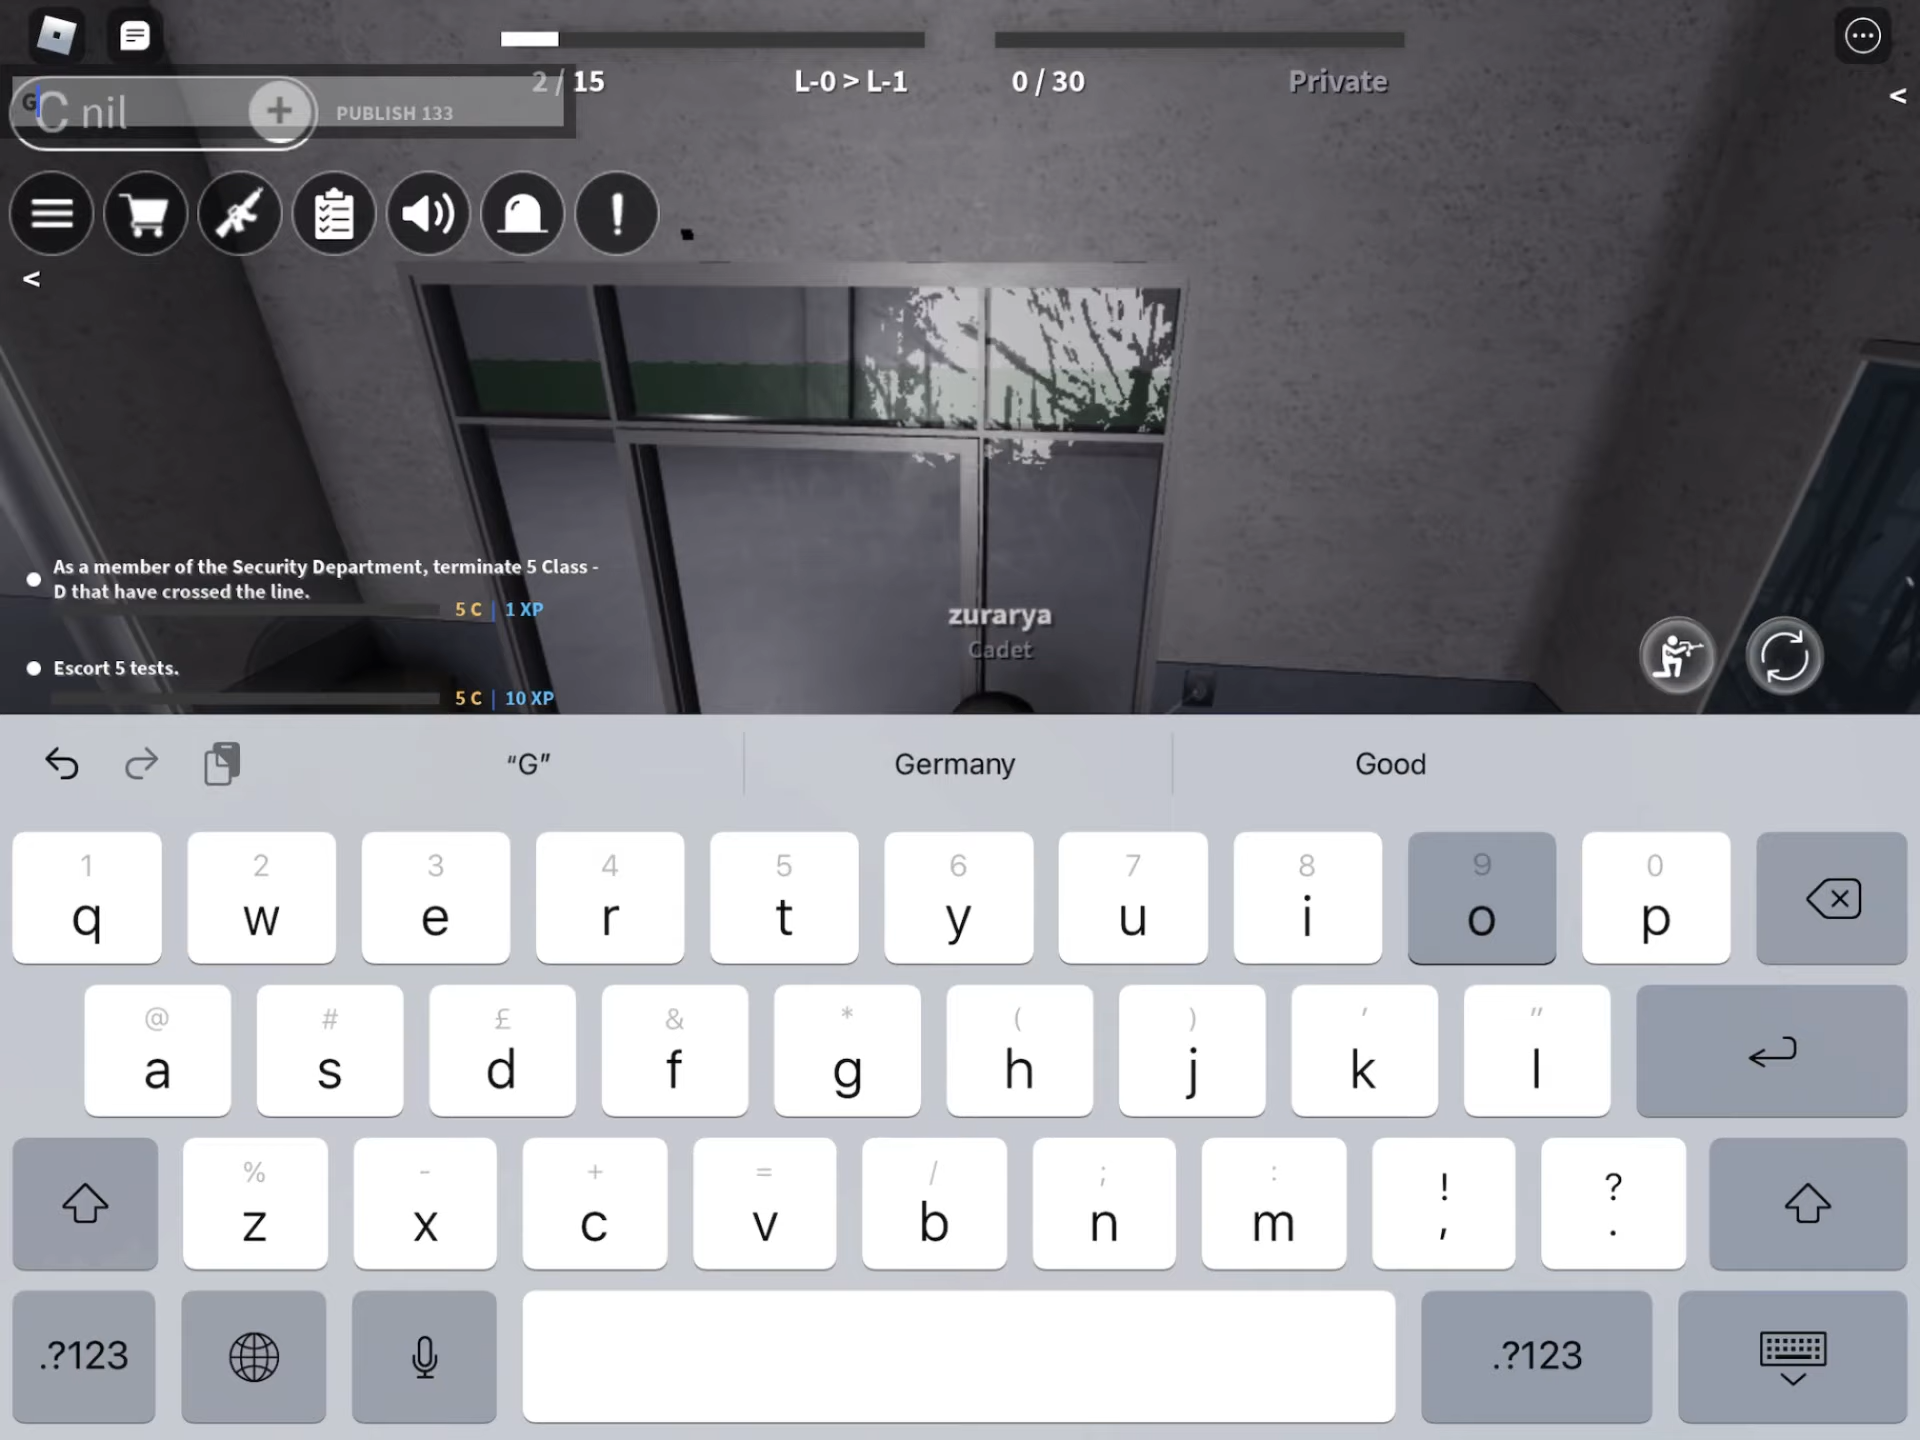 2 / 15
L-0 > L-1
0 / 30
Private
<
G
C nil
+
PUBLISH 133
!
<
As a member of the Security Department, terminate 5 Class -
D that have crossed the line.
5 C | 1 XP
Escort 5 tests.
5 C | 10 XP
zurarya
Cadet
“G”
Germany
Good
1 2 3 4 5 6 7 8 9 0
q w e r t y u i o p
@ # £ & * ( ) ' "
a s d f g h j k l
% - + = / ; : ! ?
z x c v b n m , .
.?123
.?123